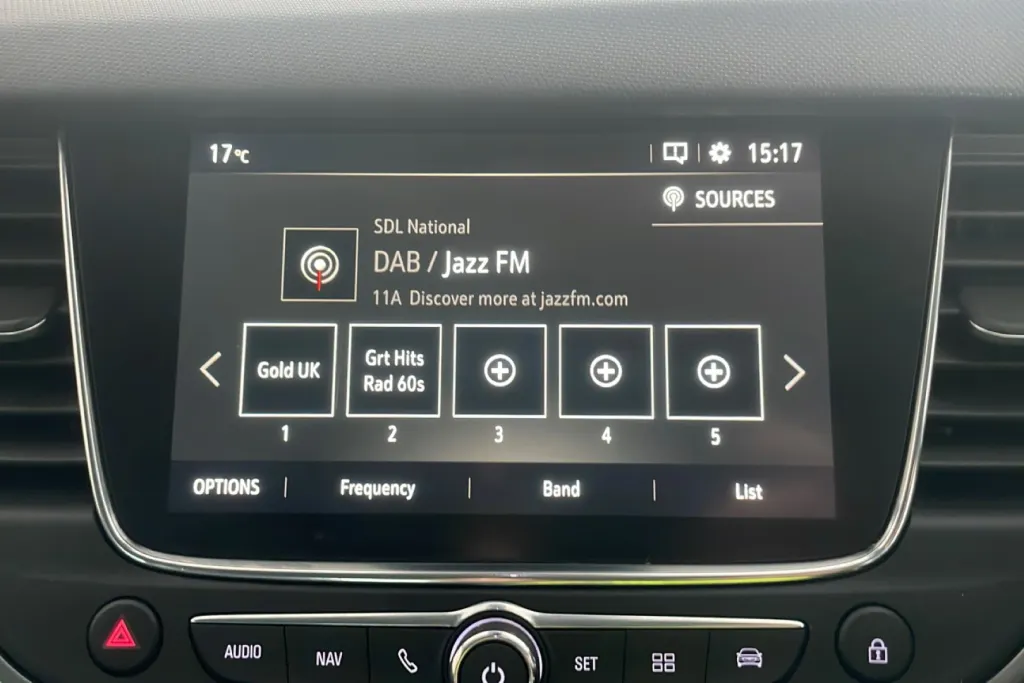 17°C
15:17
SOURCES
SDL National
DAB / Jazz FM
11A Discover more at jazzfm.com
Gold UK
Grt Hits
Rad 60s
1 2 3 4 5
OPTIONS | Frequency | Band | List
AUDIO NAV SET